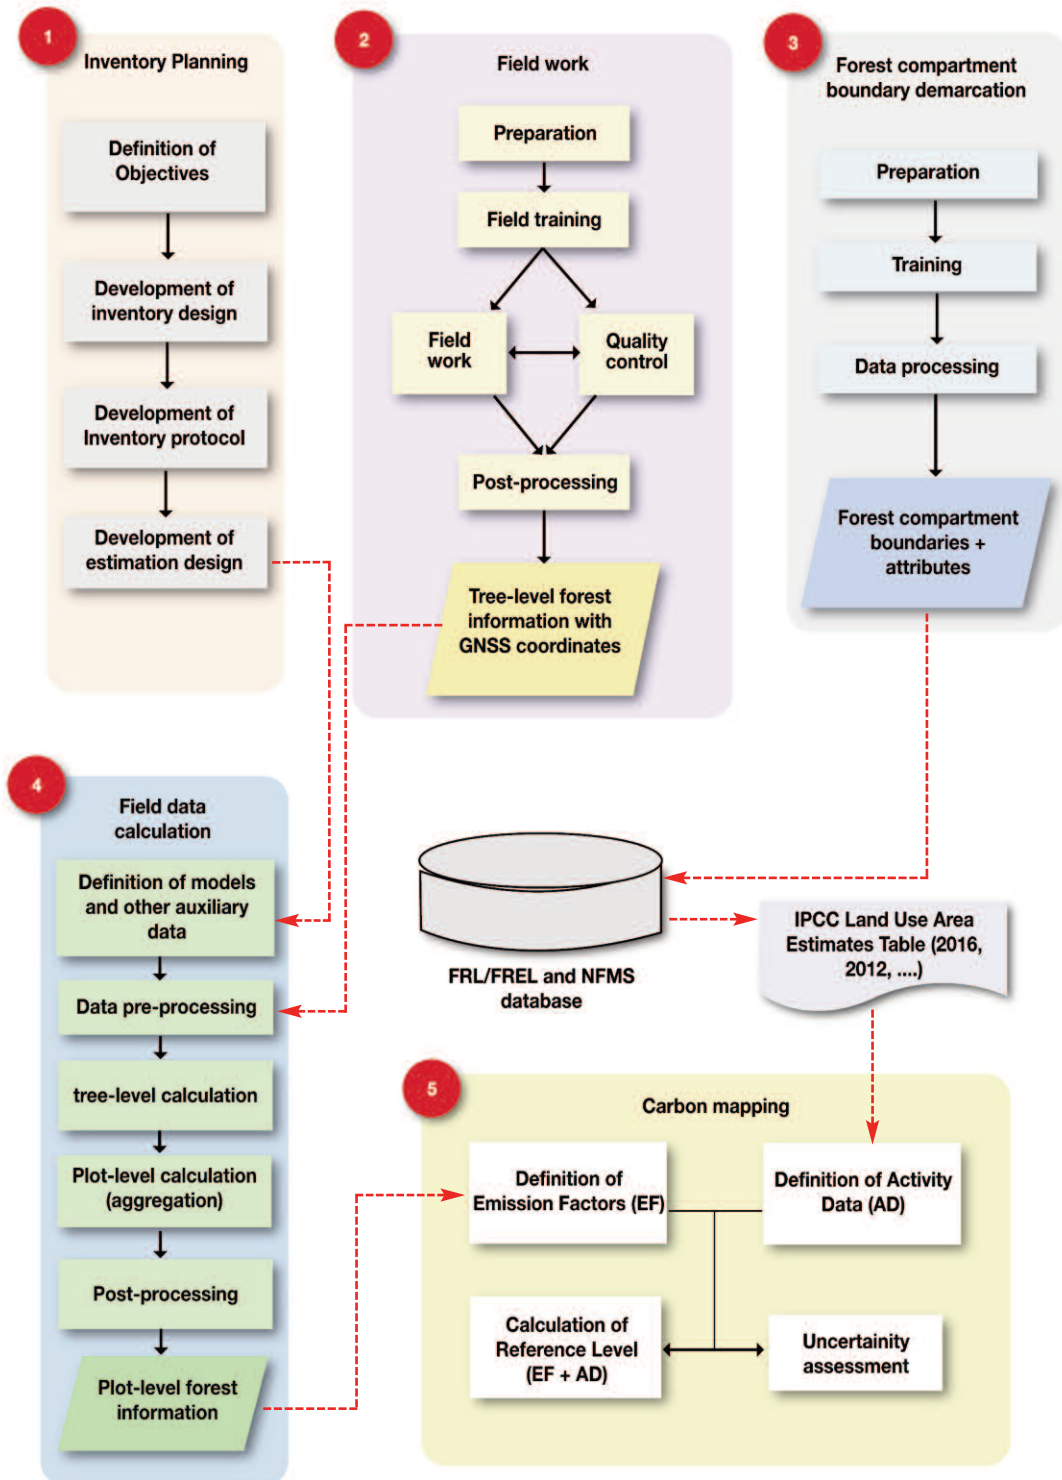 1
Inventory Planning
Definition of
Objectives
Development of
inventory design
Development of
Inventory protocol
Development of
estimation design
2
Field work
Preparation
Field training
Field
work
Quality
control
Post-processing
Tree-level forest
information with
GNSS coordinates
3
Forest compartment
boundary demarcation
Preparation
Training
Data processing
Forest compartment
boundaries +
attributes
4
Field data
calculation
Definition of models
and other auxiliary
data
Data pre-processing
tree-level calculation
Plot-level calculation
(aggregation)
Post-processing
Plot-level forest
information
FRL/FREL and NFMS
database
IPCC Land Use Area
Estimates Table (2016,
2012, ....)
5
Carbon mapping
Definition of
Emission Factors (EF)
Definition of Activity
Data (AD)
Calculation of
Reference Level
(EF + AD)
Uncertainity
assessment